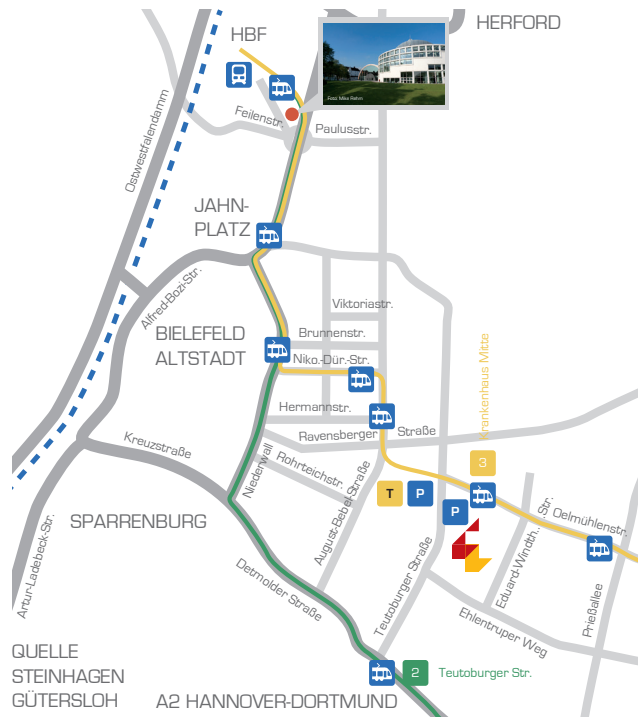 HERFORD
HBF
Foto: Mike Rehm
Feilenstr.
Paulusstr.
Ostwestfalendamm
JAHN-
PLATZ
Alfred-Bozi-Str.
Viktoriastr.
BIELEFELD
ALTSTADT
Brunnenstr.
Niko.-Dür.-Str.
Krankenhaus Mitte
Hermannstr.
Ravensberger Straße
Kreuzstraße
Niederwall
Rohrteichstr.
3
T
P
P
August-Bebel-Straße
SPARRENBURG
Eduard-Windth.-Str.
Oelmühlenstr.
Artur-Ladebeck-Str.
Detmolder Straße
Teutoburger Straße
Prießallee
Ehlentruper Weg
QUELLE
STEINHAGEN
GÜTERSLOH
2
Teutoburger Str.
A2 HANNOVER-DORTMUND